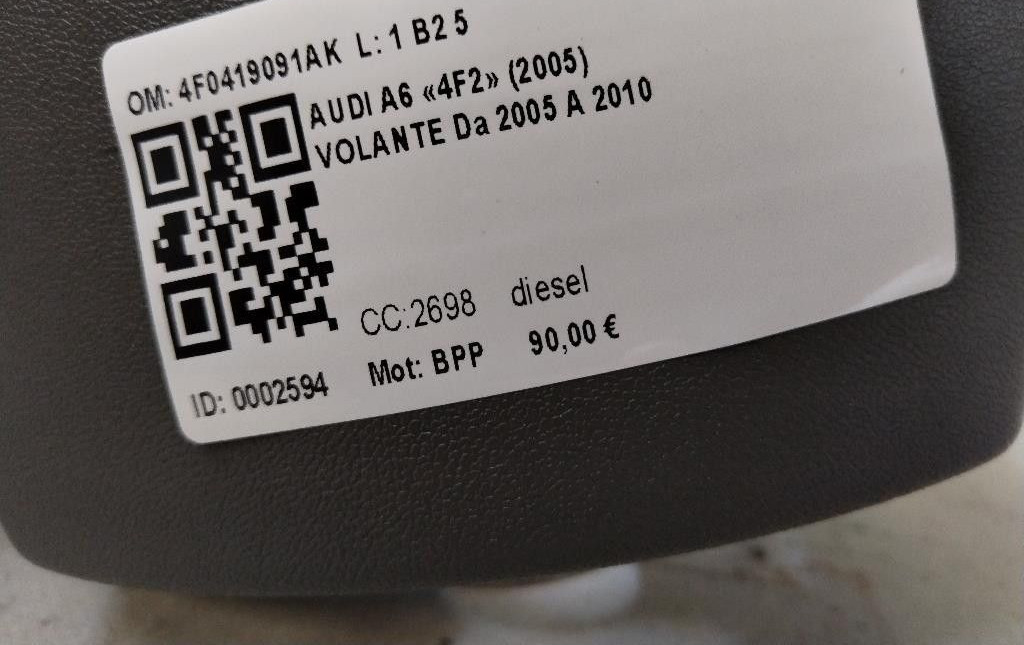 OM: 4F0419091AK L: 1 B2 5
AUDI A6 «4F2» (2005)
VOLANTE Da 2005 A 2010
CC:2698 diesel
Mot: BPP 90,00 €
ID: 0002594